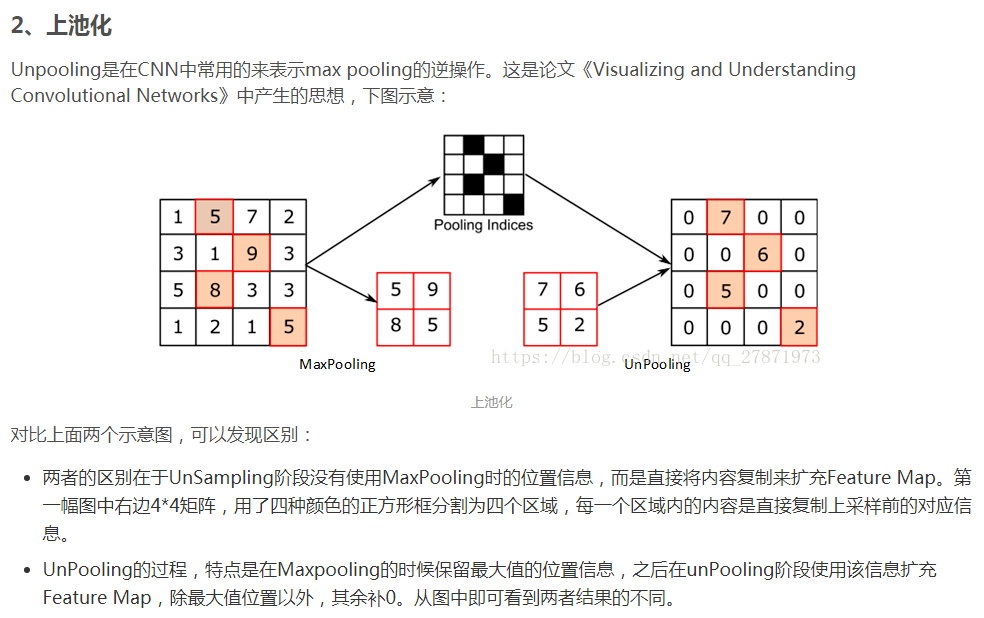 2、上池化
Unpooling是在CNN中常用的来表示max pooling的逆操作。这是论文《Visualizing and Understanding
Convolutional Networks》中产生的思想，下图示意：
Pooling Indices
1 5 7 2
3 1 9 3
5 8 3 3
1 2 1 5
5 9
8 5
MaxPooling
7 6
5 2
0 7 0 0
0 0 6 0
0 5 0 0
0 0 0 2
UnPooling
https://blog.csdn.net/qq_27871973
上池化
对比上面两个示意图，可以发现区别：
• 两者的区别在于UnSampling阶段没有使用MaxPooling时的位置信息，而是直接将内容复制来扩充Feature Map。第
一幅图中右边4*4矩阵，用了四种颜色的正方形框分割为四个区域，每一个区域内的内容是直接复制上采样前的对应信
息。
• UnPooling的过程，特点是在Maxpooling的时候保留最大值的位置信息，之后在unPooling阶段使用该信息扩充
Feature Map，除最大值位置以外，其余补0。从图中即可看到两者结果的不同。